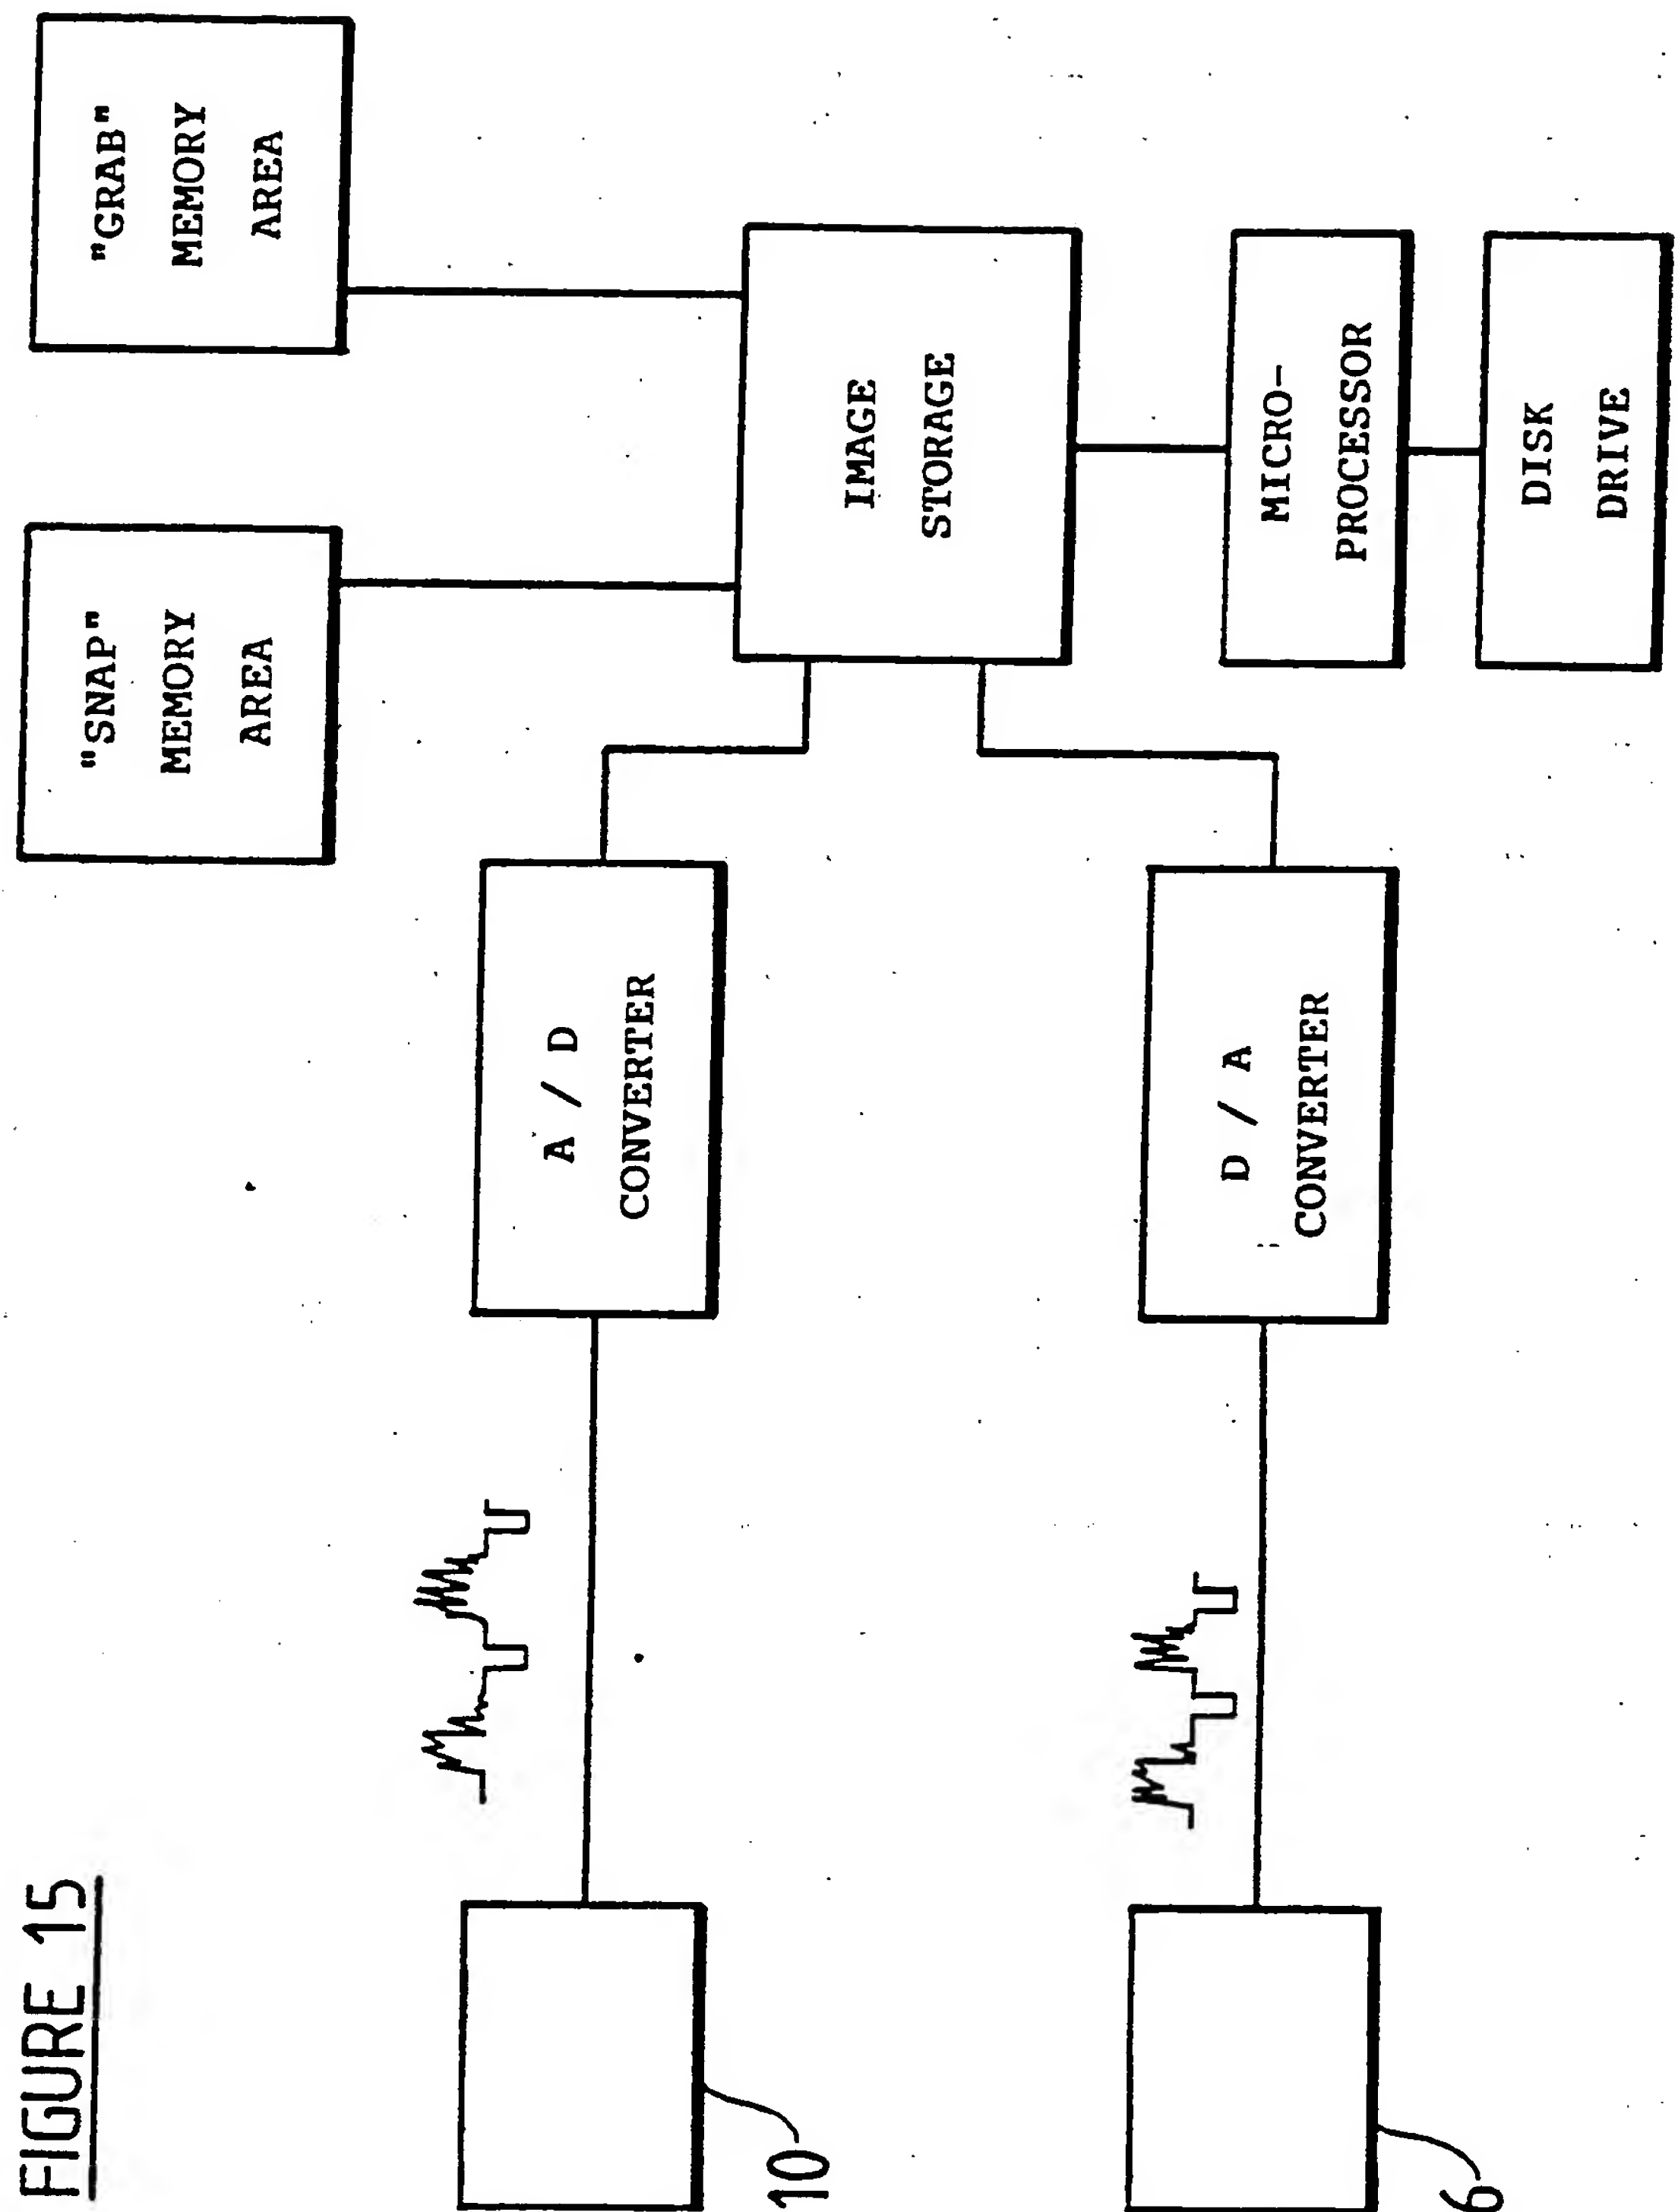 FIGURE 15
"SNAP"
MEMORY
AREA
"GRAB"
MEMORY
AREA
A / D
CONVERTER
IMAGE
STORAGE
10
D / A
CONVERTER
MICRO-
PROCESSOR
DISK
DRIVE
6